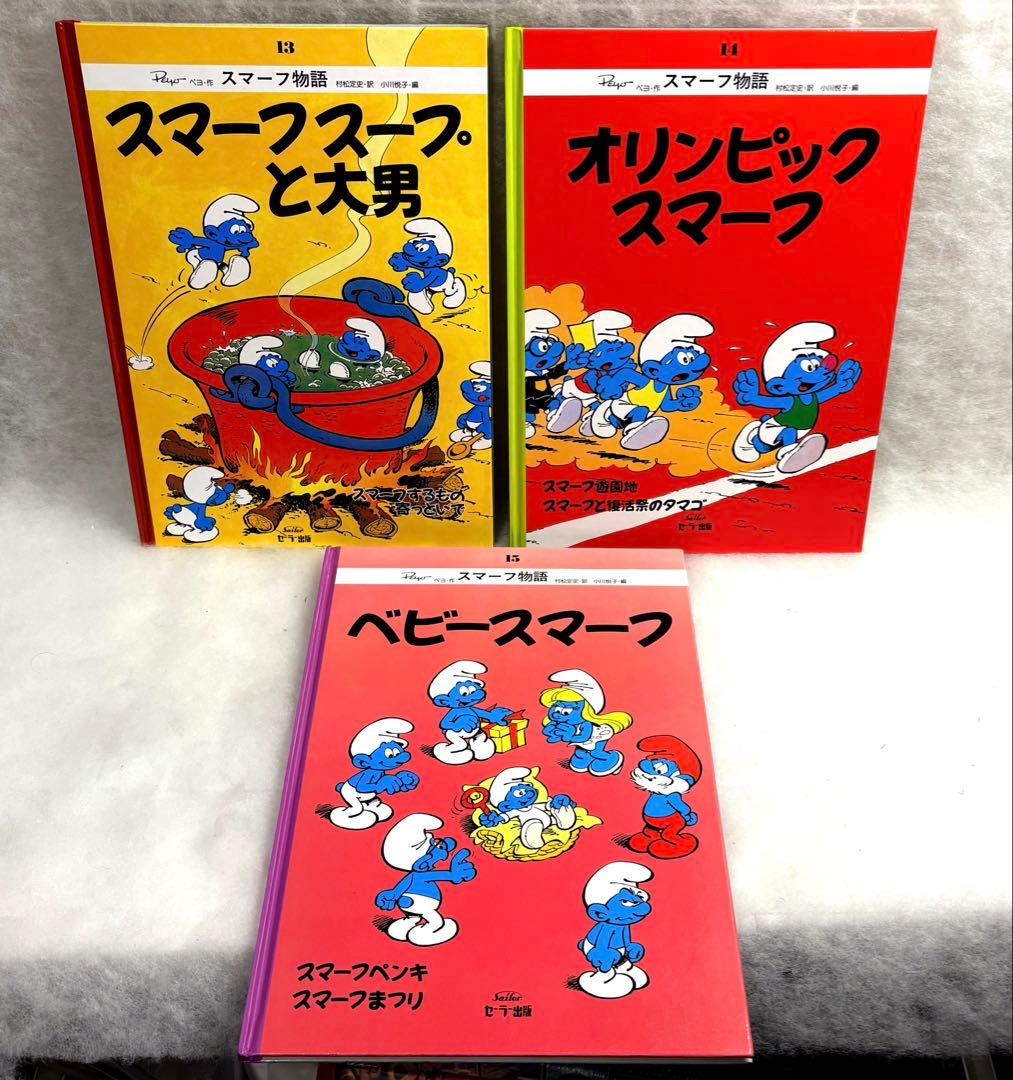 13
Peyo ペヨ・作 スマーフ物語 村松定史・訳 小川悦子・編
スマーフスープ
と大男
スマーフするもの
寄っといで
Sailor
セーラー出版
14
Peyo ペヨ・作 スマーフ物語 村松定史・訳 小川悦子・編
オリンピック
スマーフ
スマーフ遊園地
スマーフと復活祭のタマゴ
Sailor
セーラー出版
15
Peyo ペヨ・作 スマーフ物語 村松定史・訳 小川悦子・編
ベビースマーフ
スマーフペンキ
スマーフまつり
Sailor
セーラー出版